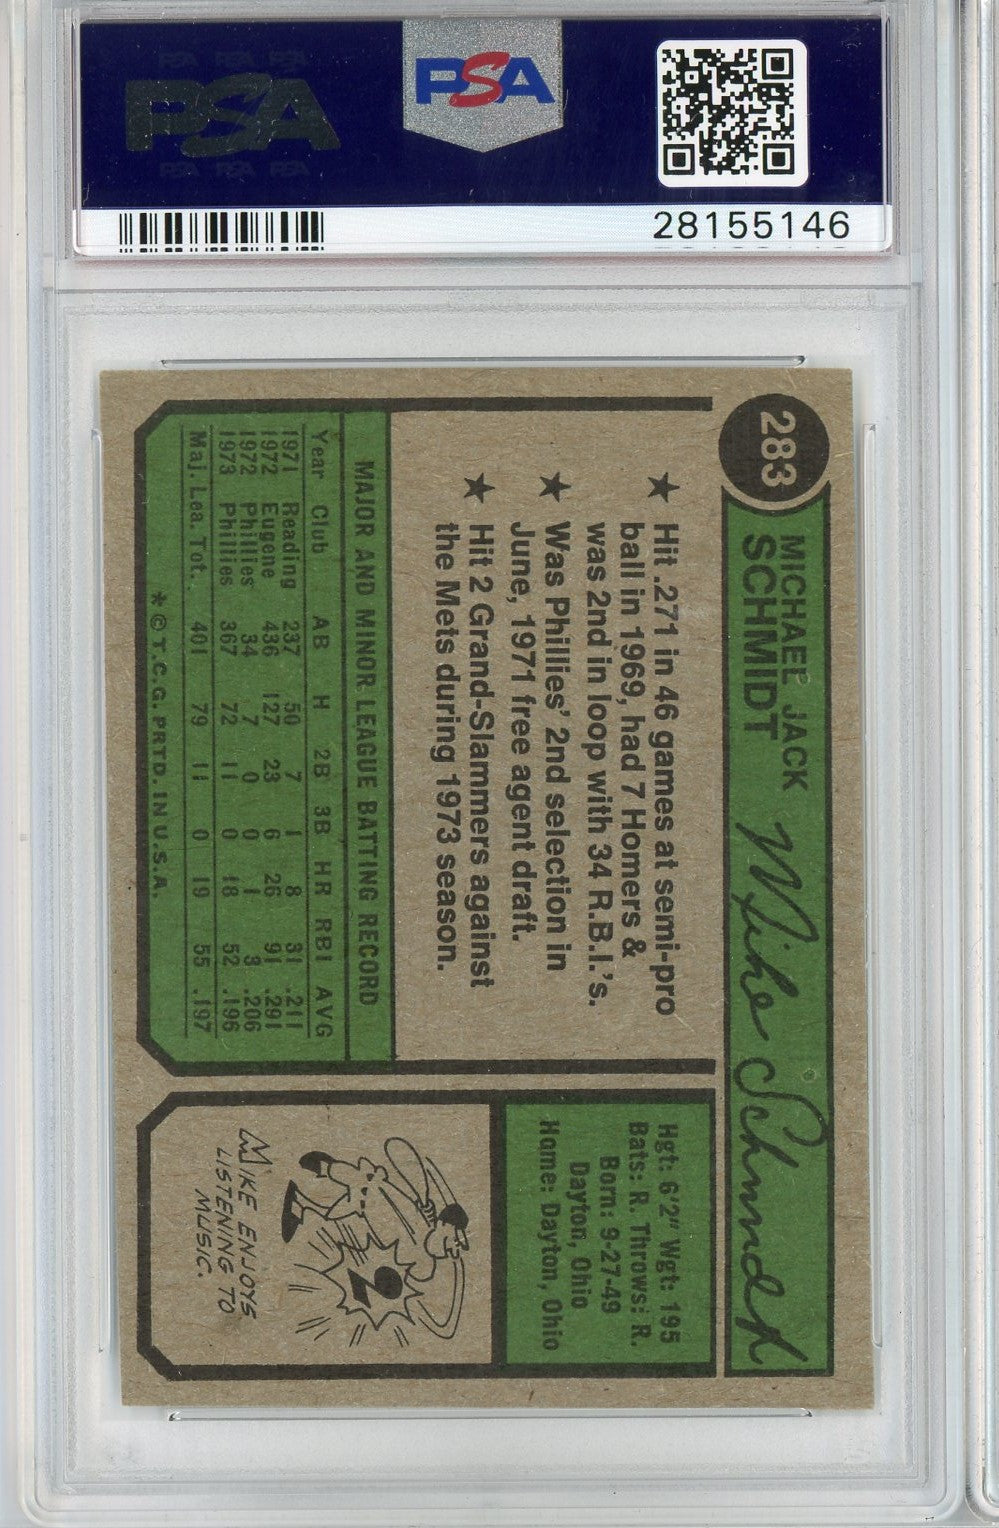 PSA
PSA PSA PSA
PSA
PSA PSA PSA
28155146
283
MICHAEL JACK
SCHMIDT
Mike Schmidt
★ Hit .271 in 46 games at semi-pro
ball in 1969, had 7 Homers &
was 2nd in loop with 34 R.B.I.'s.
★ Was Phillies' 2nd selection in
June, 1971 free agent draft.
★ Hit 2 Grand-Slammers against
the Mets during 1973 season.
MAJOR AND MINOR LEAGUE BATTING RECORD
Year Club AB H 2B 3B HR RBI AVG
1971 Reading 237 50 7 1 8 31 .211
1972 Eugene 436 127 23 6 26 91 .291
1972 Phillies 34 7 0 0 1 3 .206
1973 Phillies 367 72 11 0 18 52 .196
Maj. Lea. Tot. 401 79 11 0 19 55 .197
* © T.C.G. PRTD. IN U.S.A.
Hgt: 6'2" Wgt: 195
Bats: R. Throws: R.
Born: 9-27-49
Dayton, Ohio
Home: Dayton, Ohio
MIKE ENJOYS
LISTENING TO
MUSIC.